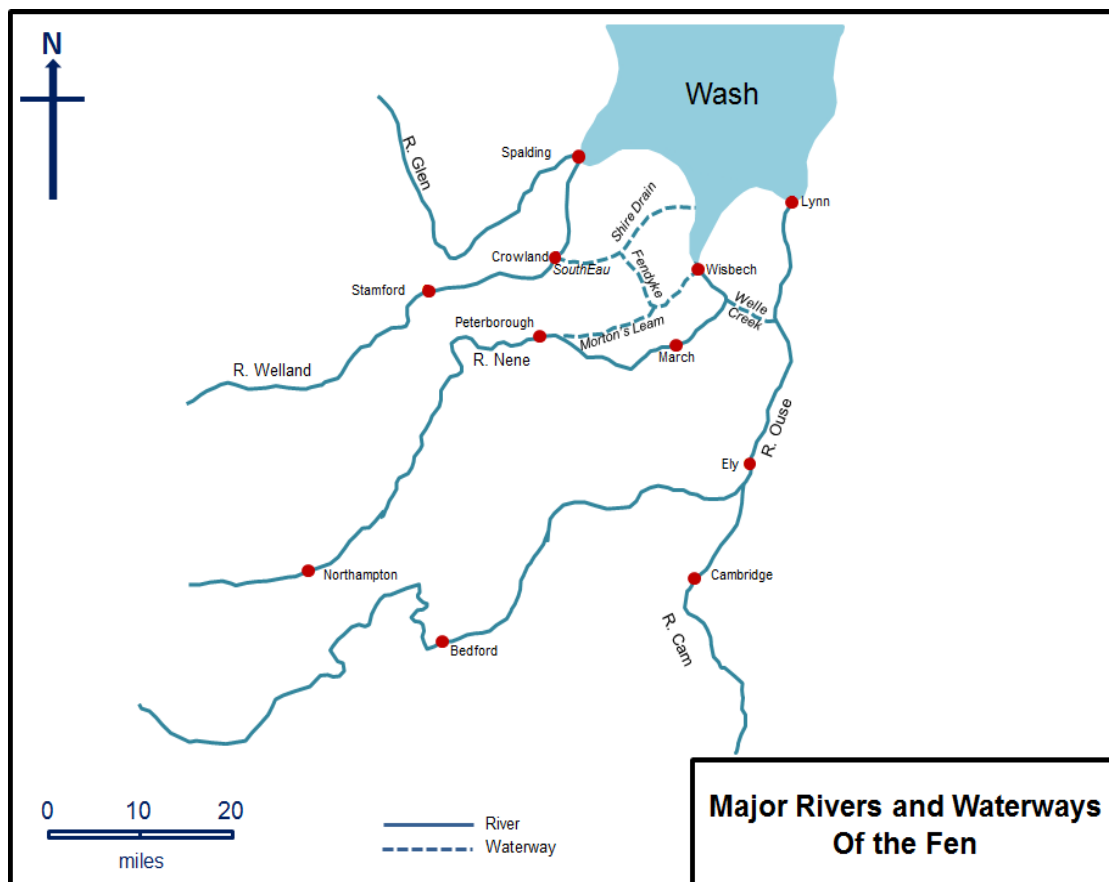 N
Wash
R. Glen
Spalding
Shire Drain
Lynn
Crowland
SouthEau
Fendyke
Wisbech
Stamford
Welle
Creek
Peterborough
Morton's Leam
March
R. Nene
R. Welland
R. Ouse
Ely
Northampton
Cambridge
Bedford
R. Cam
0 10 20
miles
River
Waterway
Major Rivers and Waterways
Of the Fen